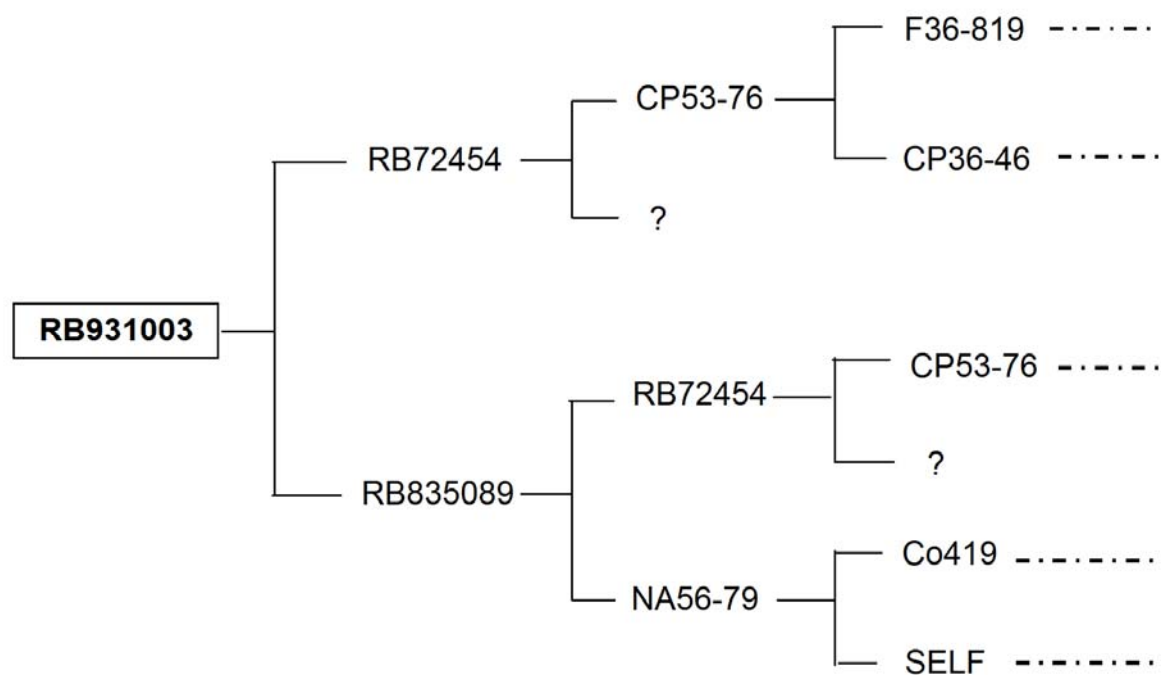 F36-819
CP53-76
RB72454
CP36-46
?
RB931003
CP53-76
RB72454
?
RB835089
Co419
NA56-79
SELF